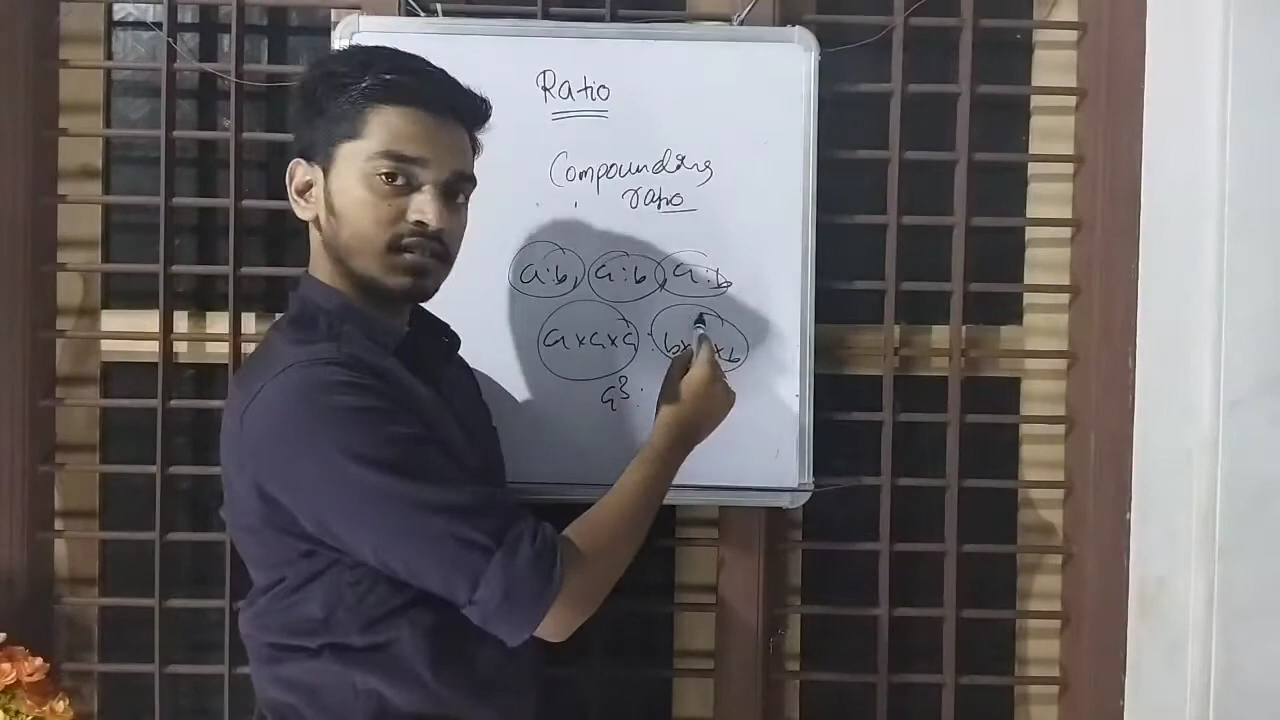 Ratio
Compounding
ratio
a:b, a:b, a:b
a×a×a : b× ×b
a³: